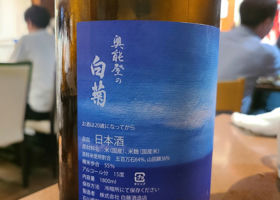 奥能登の
白菊
お酒は20歳になってから
品目 日本酒
原材料名 米(国産)、米麹(国産米)
原料米使用割合 五百万石64%、山田錦36%
精米歩合 55%
アルコール分 15度
内容量 1800ml
保存方法 冷暗所にて保存ください
製造者 株式会社 白藤酒造店